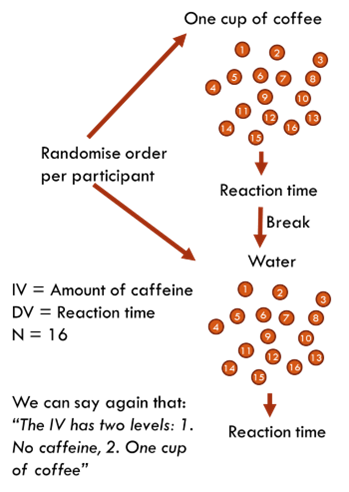 One cup of coffee
1
2
3
4
5
6
7
8
9
10
11
12
13
14
15
16
Randomise order
per participant
Reaction time
Break
Water
IV = Amount of caffeine
DV = Reaction time
N = 16
1
2
3
4
5
6
7
8
9
10
11
12
13
14
15
16
We can say again that:
“The IV has two levels: 1.
No caffeine, 2. One cup
of coffee”
Reaction time